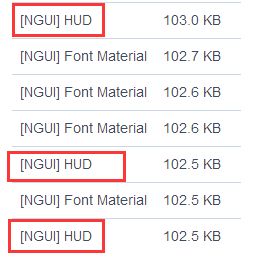 [NGUI] HUD 103.0 KB
[NGUI] Font Material 102.7 KB
[NGUI] Font Material 102.6 KB
[NGUI] Font Material 102.6 KB
[NGUI] HUD 102.5 KB
[NGUI] Font Material 102.5 KB
[NGUI] HUD 102.5 KB